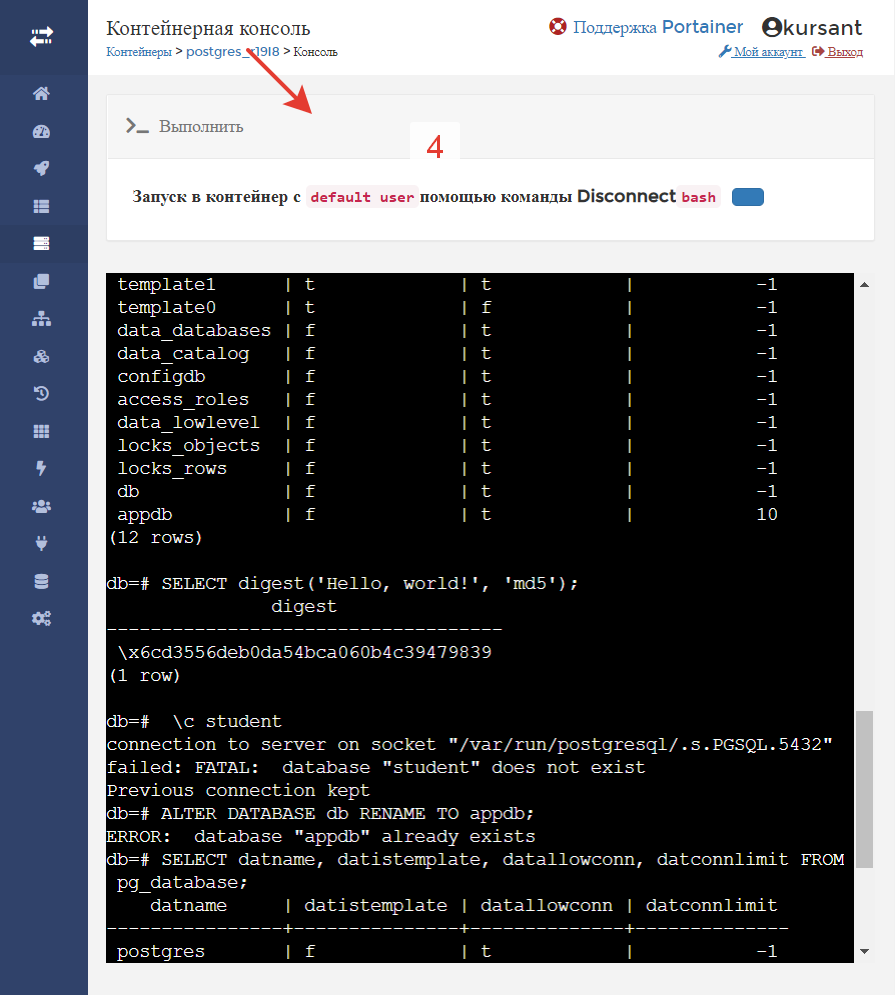 Контейнерная консоль
Поддержка Portainer
kursant
Контейнеры > postgres_r19l8 > Консоль
Мой аккаунт Выход
Выполнить
4
Запуск в контейнер с default user помощью команды Disconnect bash
template1 | t | t | -1
template0 | t | f | -1
data_databases | f | t | -1
data_catalog | f | t | -1
configdb | f | t | -1
access_roles | f | t | -1
data_lowlevel | f | t | -1
locks_objects | f | t | -1
locks_rows | f | t | -1
db | f | t | -1
appdb | f | t | 10
(12 rows)
db=# SELECT digest('Hello, world!', 'md5');
digest
------------------------------------
\x6cd3556deb0da54bca060b4c39479839
(1 row)
db=#  \c student
connection to server on socket "/var/run/postgresql/.s.PGSQL.5432"
failed: FATAL:  database "student" does not exist
Previous connection kept
db=# ALTER DATABASE db RENAME TO appdb;
ERROR:  database "appdb" already exists
db=# SELECT datname, datistemplate, datallowconn, datconnlimit FROM
pg_database;
datname | datistemplate | datallowconn | datconnlimit
----------------+---------------+--------------+--------------
postgres | f | t | -1